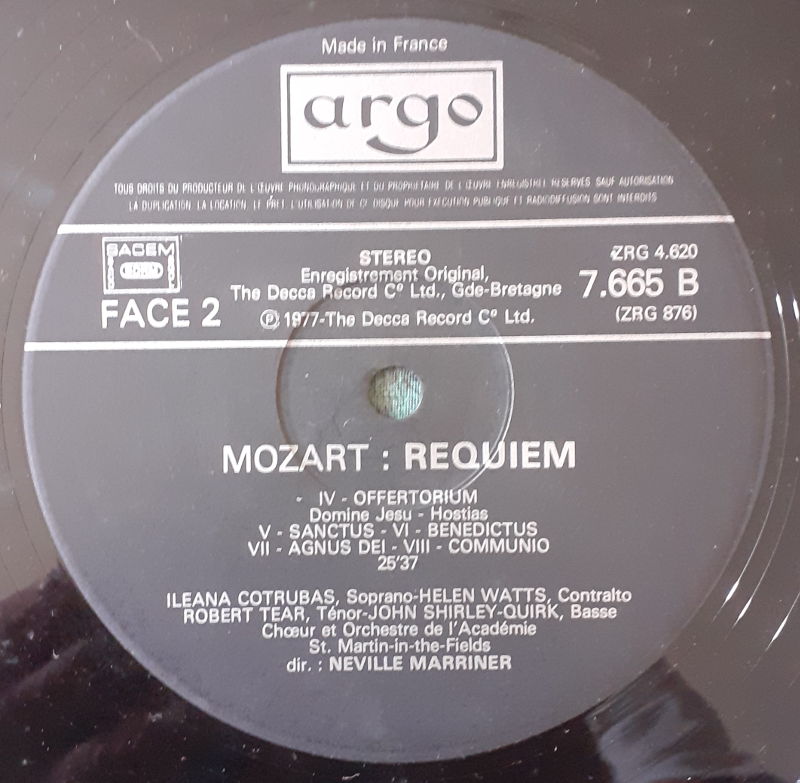 Made in France
argo
TOUS DROITS DU PRODUCTEUR DE L'ŒUVRE PHONOGRAPHIQUE ET DU PROPRIETAIRE DE L'ŒUVRE ENREGISTREE RESERVES SAUF AUTORISATION
LA DUPLICATION, LA LOCATION, LE PRET, L'UTILISATION DE CE DISQUE POUR EXECUTION PUBLIQUE ET RADIODIFFUSION SONT INTERDITS
SACEM
FACE 2
STEREO
Enregistrement Original,
The Decca Record C° Ltd., Gde-Bretagne
℗ 1977-The Decca Record C° Ltd.
ZRG 4.620
7.665 B
(ZRG 876)
MOZART : REQUIEM
- IV - OFFERTORIUM
Domine Jesu - Hostias
V - SANCTUS - VI - BENEDICTUS
VII - AGNUS DEI - VIII - COMMUNIO
25'37
ILEANA COTRUBAS, Soprano-HELEN WATTS, Contralto
ROBERT TEAR, Ténor-JOHN SHIRLEY-QUIRK, Basse
Chœur et Orchestre de l'Académie
St. Martin-in-the-Fields
dir. : NEVILLE MARRINER